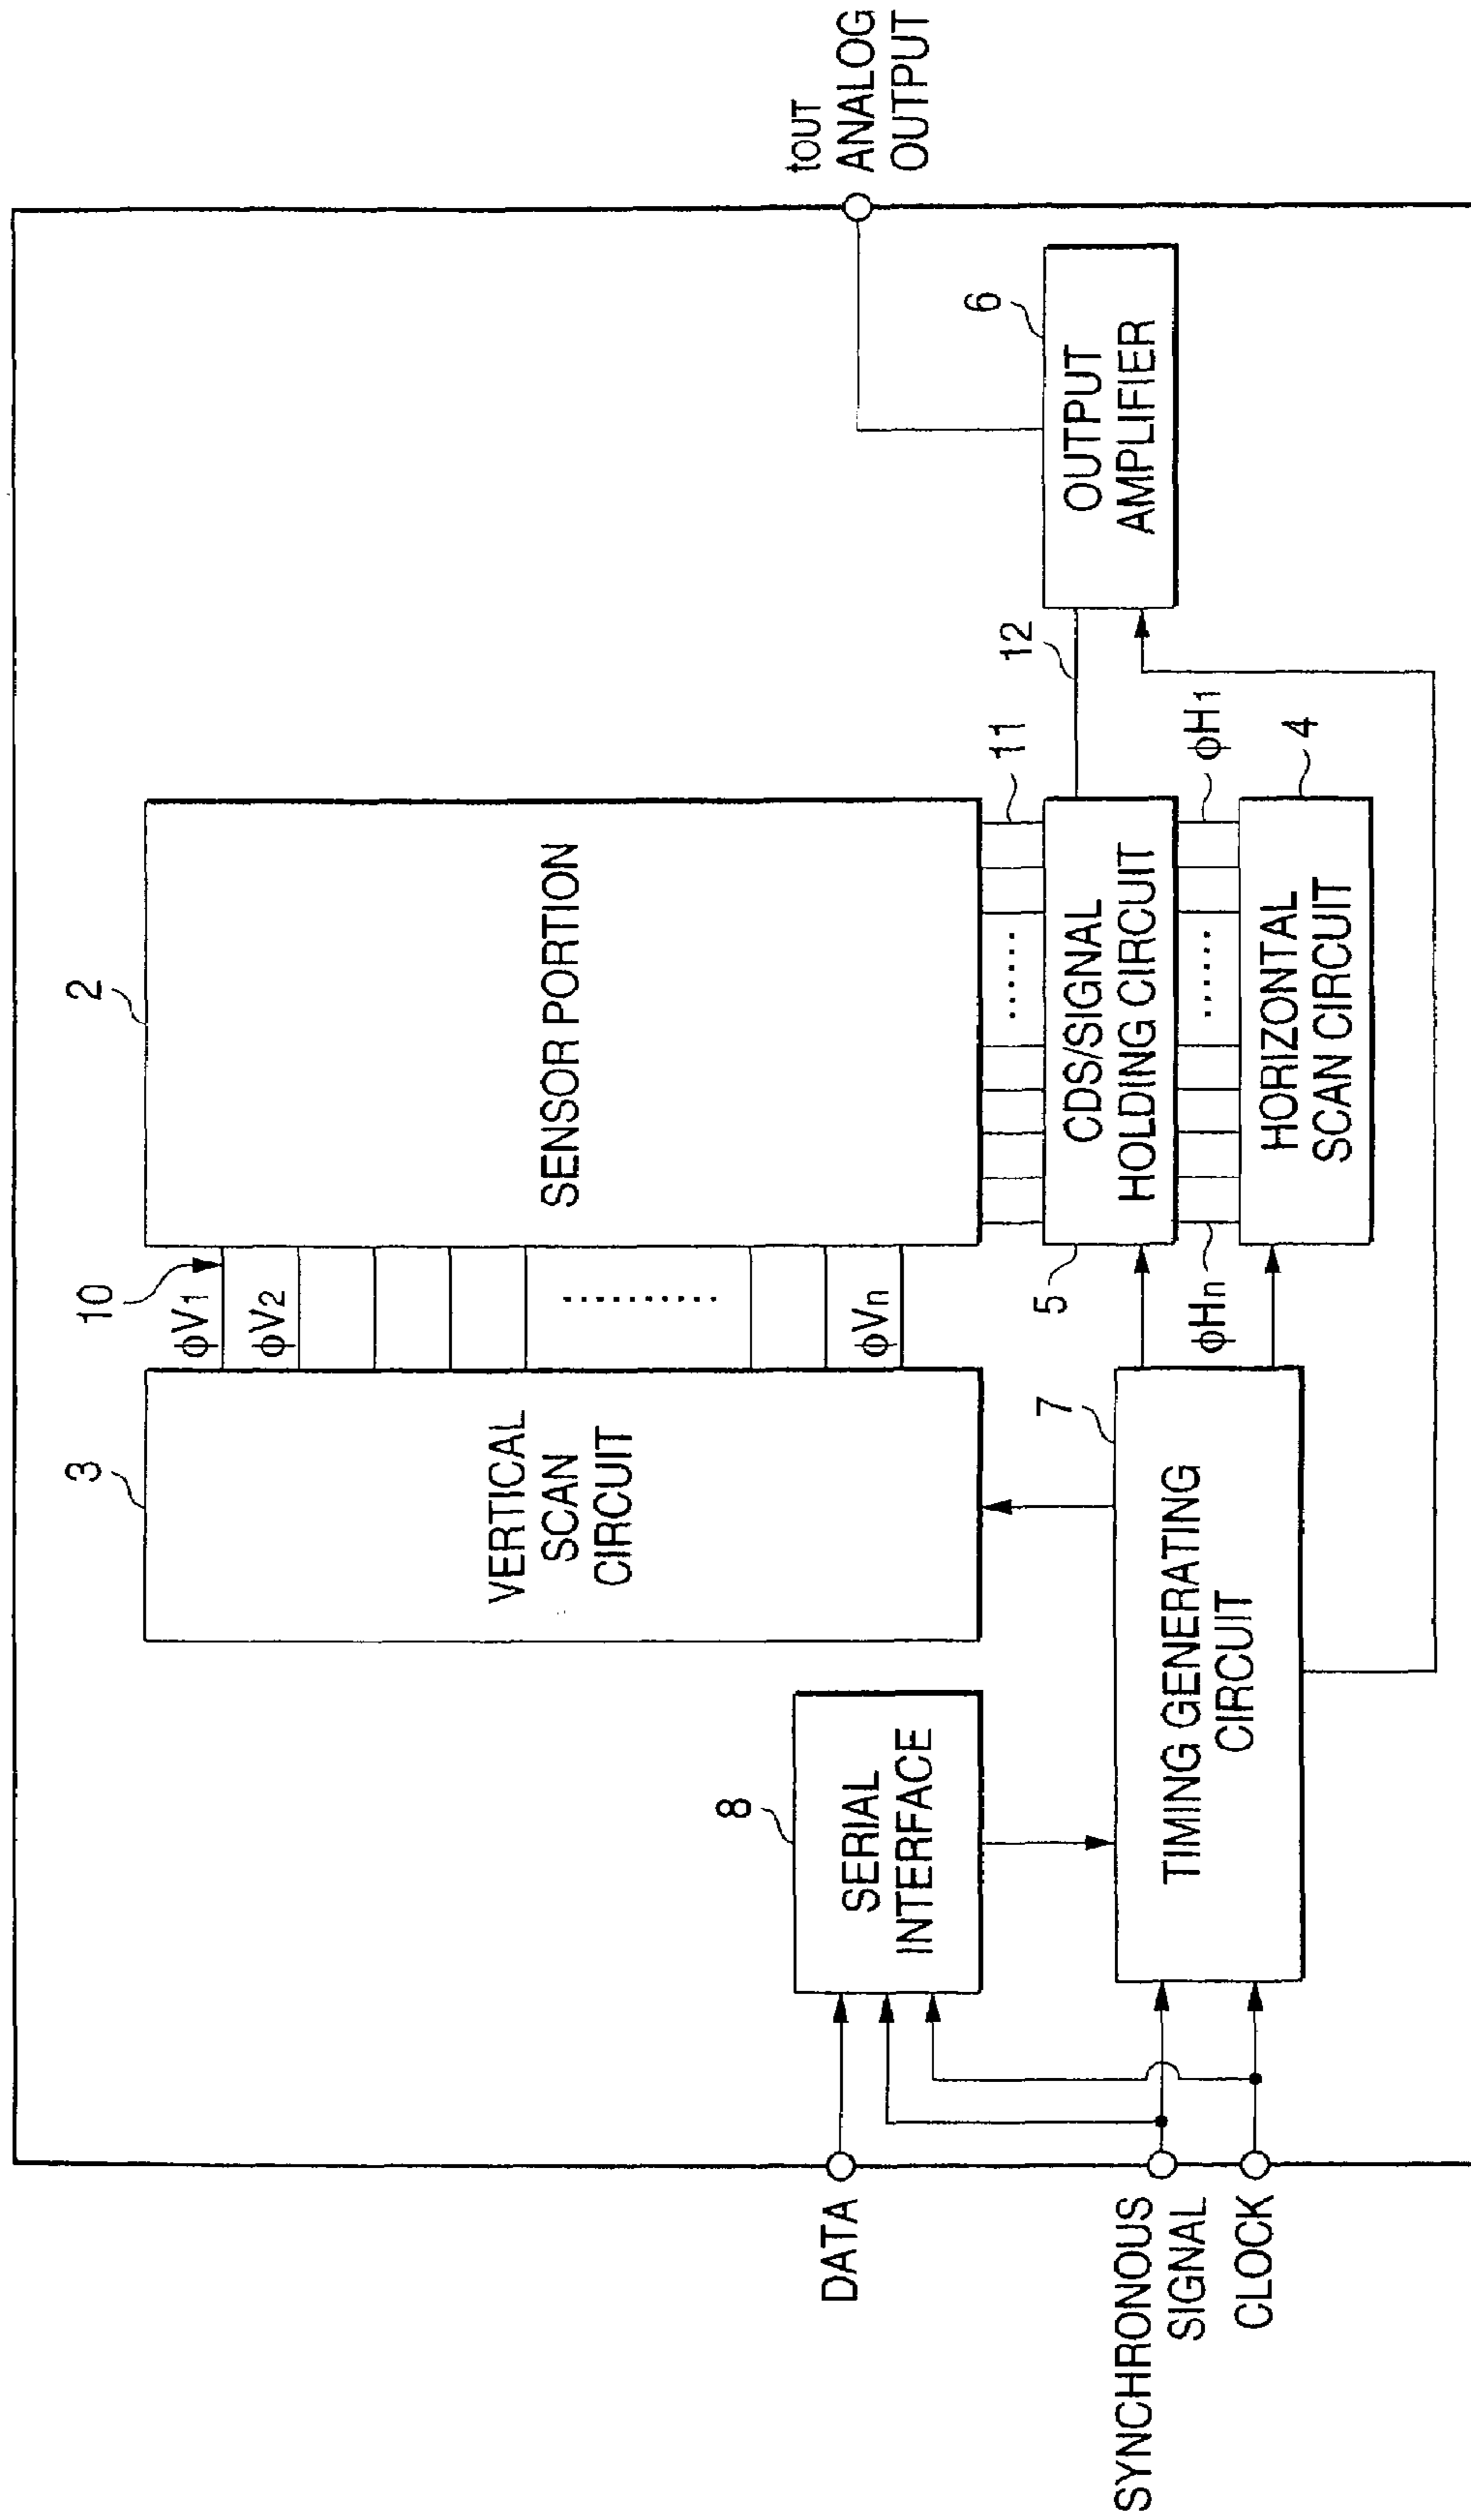 2
3
10
φV1
φV2
φVn
SENSOR PORTION
VERTICAL
SCAN
CIRCUIT
tOUT
ANALOG
OUTPUT
8
SERIAL
INTERFACE
DATA
6
OUTPUT
AMPLIFIER
11
12
5
CDS/SIGNAL
HOLDING CIRCUIT
7
TIMING GENERATING
CIRCUIT
φHn
φH1
4
HORIZONTAL
SCAN CIRCUIT
SYNCHRONOUS
SIGNAL
CLOCK